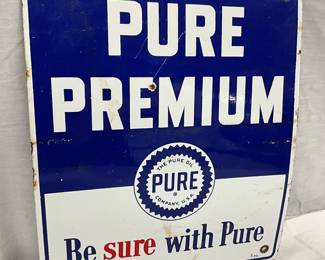 PURE
PREMIUM
THE PURE OIL
PURE
®
COMPANY, U.S.A.
Be sure with Pure